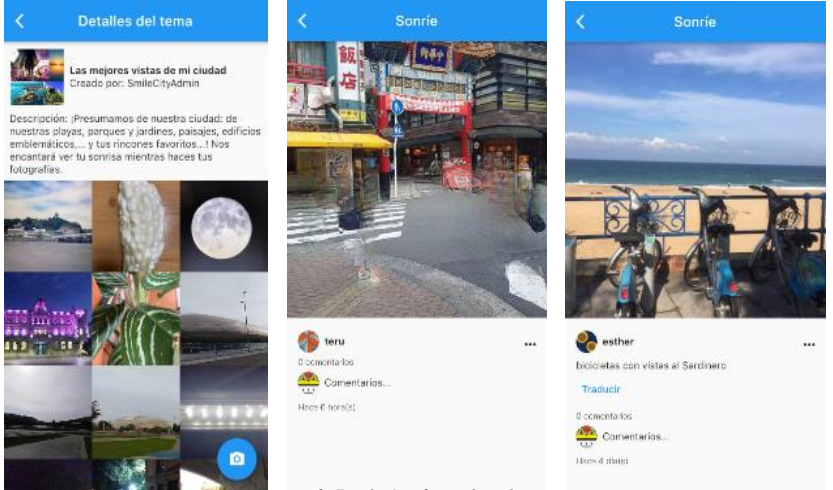 Detalles del tema
Las mejores vistas de mi ciudad
Creado por: SmileCityAdmin
Descripción: ¡Presumamos de nuestra ciudad: de
nuestras playas, parques y jardines, paisajes, edificios
emblemáticos,... y tus rincones favoritos...! Nos
encantará ver tu sonrisa mientras haces tus
fotografías.
Sonríe
飯
店
teru
0 comentarios
Comentarios...
Hace 6 hora(s)
Sonríe
esther
bicicletas con vistas al Sardinero
Traducir
0 comentarios
Comentarios...
Hace 4 día(s)